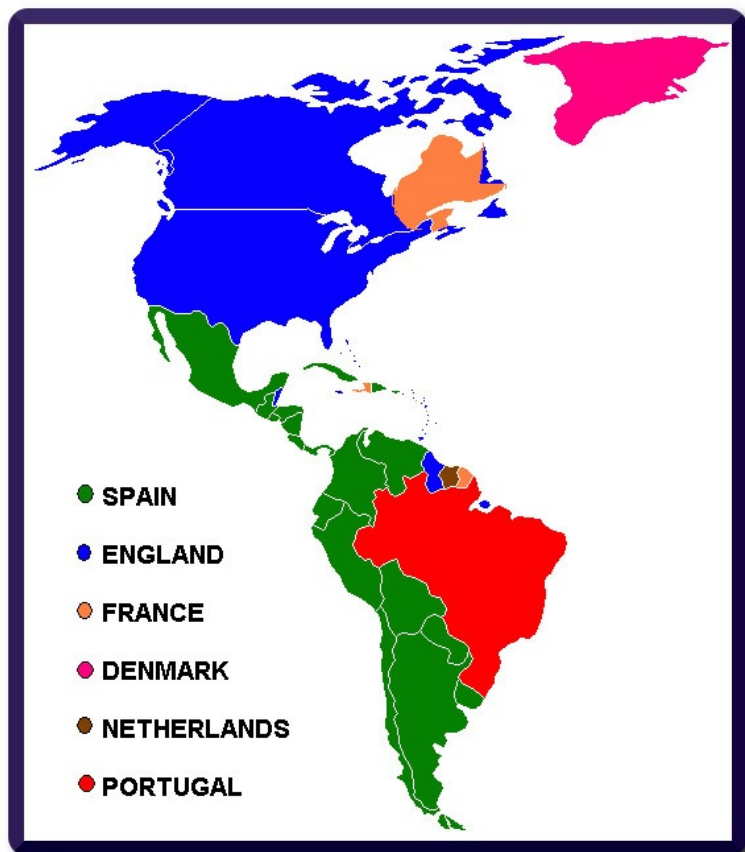 SPAIN
ENGLAND
FRANCE
DENMARK
NETHERLANDS
PORTUGAL